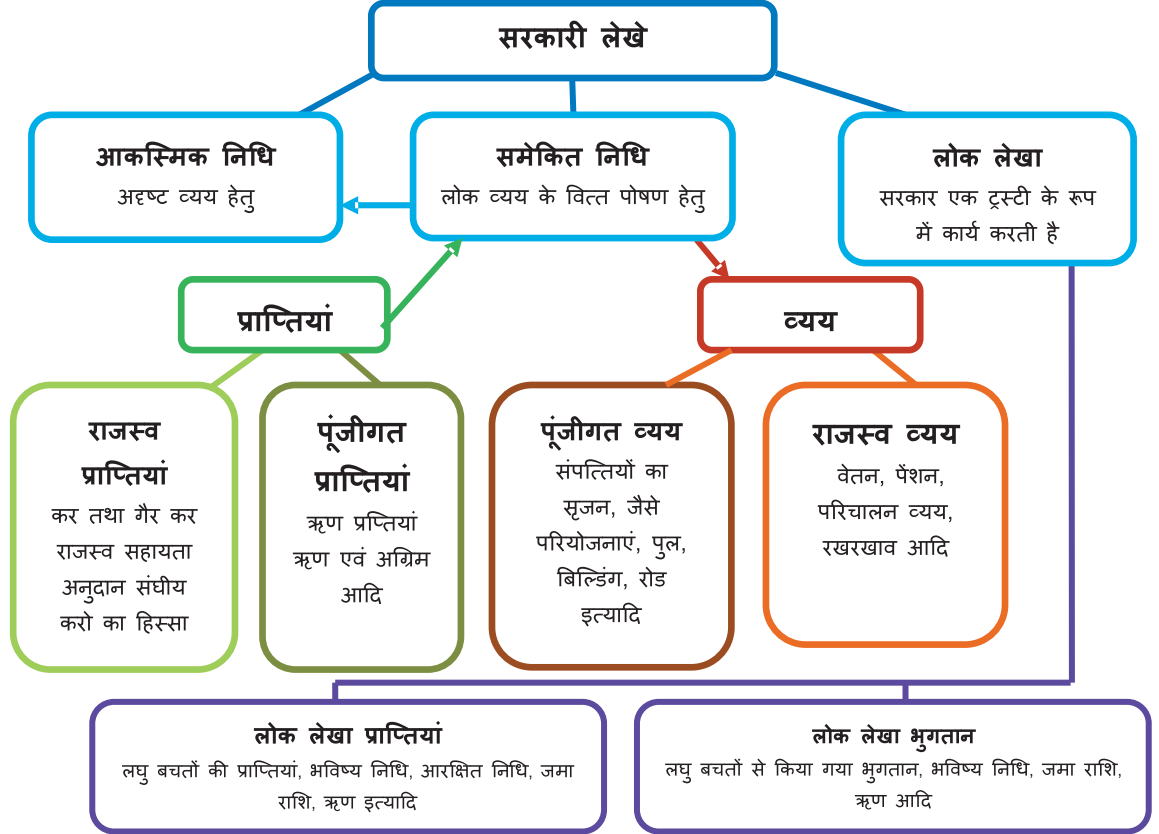 सरकारी लेखे
आकस्मिक निधि
अदृष्ट व्यय हेतु
समेकित निधि
लोक व्यय के वित्त पोषण हेतु
लोक लेखा
सरकार एक ट्रस्टी के रूप
में कार्य करती है
प्राप्तियां
व्यय
राजस्व
प्राप्तियां
कर तथा गैर कर
राजस्व सहायता
अनुदान संघीय
करो का हिस्सा
पूंजीगत
प्राप्तियां
ऋण प्रप्तियां
ऋण एवं अग्रिम
आदि
पूंजीगत व्यय
संपत्तियों का
सृजन, जैसे
परियोजनाएं, पुल,
बिल्डिंग, रोड
इत्यादि
राजस्व व्यय
वेतन, पेंशन,
परिचालन व्यय,
रखरखाव आदि
लोक लेखा प्राप्तियां
लघु बचतों की प्राप्तियां, भविष्य निधि, आरक्षित निधि, जमा
राशि, ऋण इत्यादि
लोक लेखा भुगतान
लघु बचतों से किया गया भुगतान, भविष्य निधि, जमा राशि,
ऋण आदि